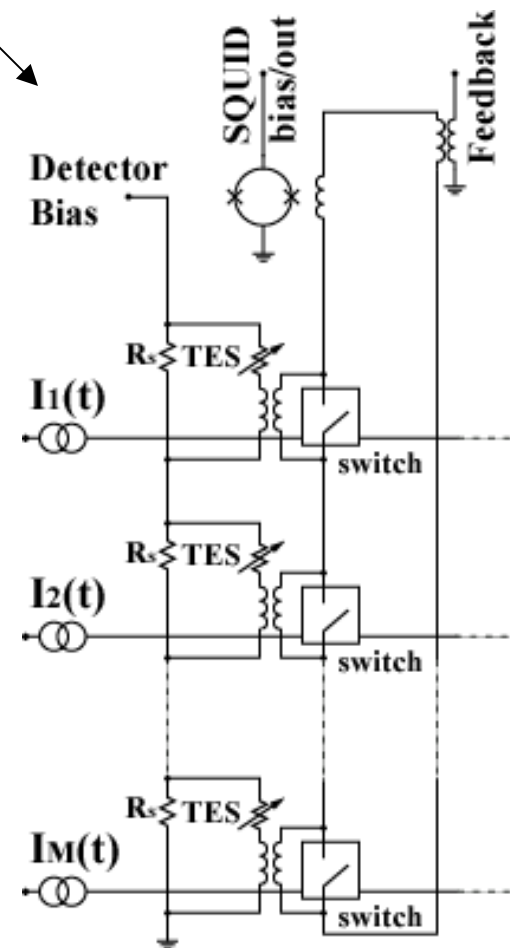 SQUID
bias/out
Feedback
Detector
Bias
Rs TES
I1(t)
switch
Rs TES
I2(t)
switch
Rs TES
IM(t)
switch